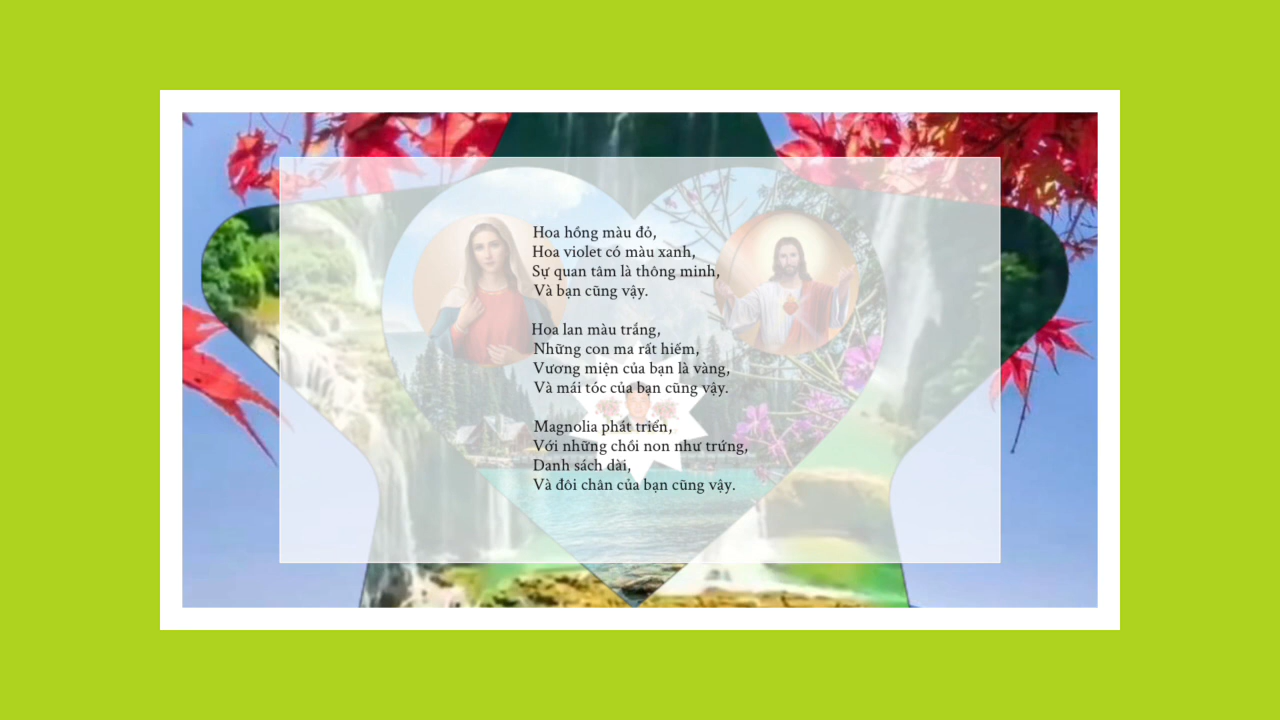 Hoa hồng màu đỏ,
Hoa violet có màu xanh,
Sự quan tâm là thông minh,
Và bạn cũng vậy.
Hoa lan màu trắng,
Những con ma rất hiếm,
Vương miện của bạn là vàng,
Và mái tóc của bạn cũng vậy.
Magnolia phát triển,
Với những chồi non như trứng,
Danh sách dài,
Và đôi chân của bạn cũng vậy.